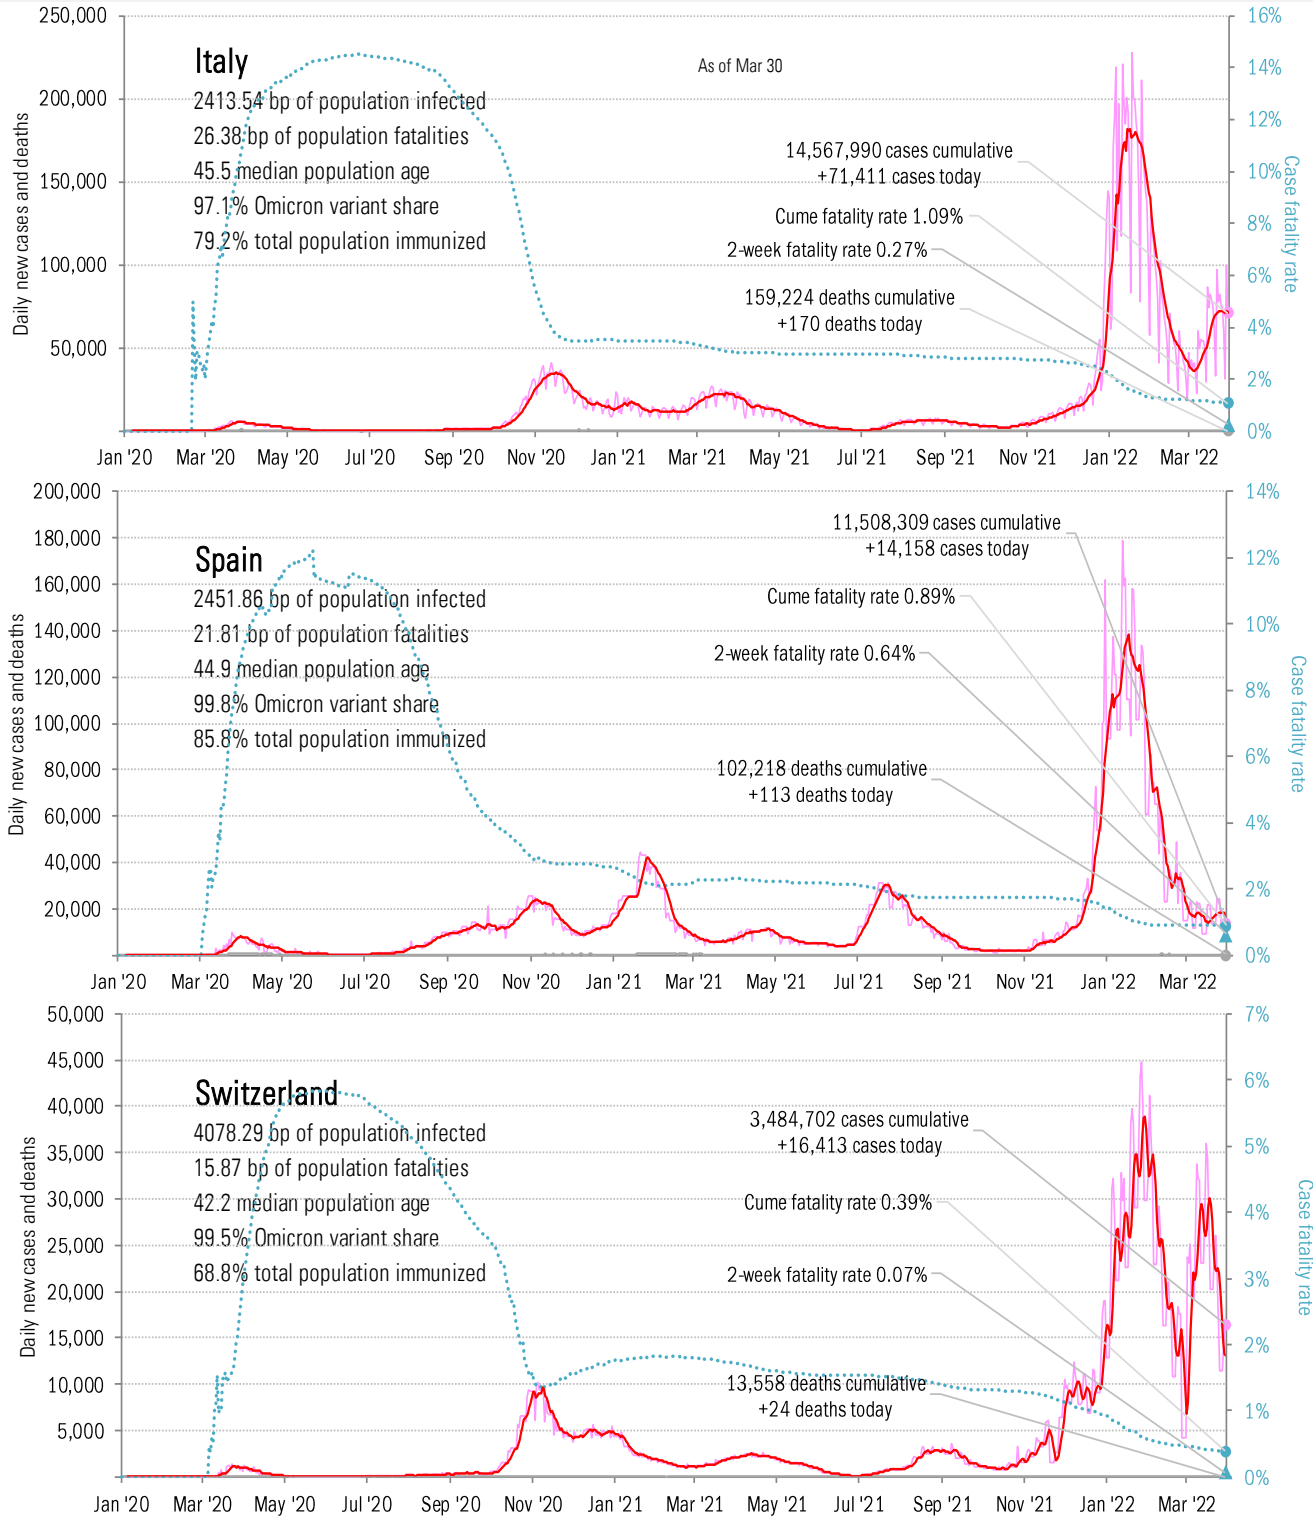 250,000
200,000
150,000
100,000
50,000
Daily new cases and deaths
Italy
2413.54 bp of population infected
26.38 bp of population fatalities
45.5 median population age
97.1% Omicron variant share
79.2% total population immunized
As of Mar 30
14,567,990 cases cumulative
+71,411 cases today
Cume fatality rate 1.09%
2-week fatality rate 0.27%
159,224 deaths cumulative
+170 deaths today
16%
14%
12%
10%
8%
6%
4%
2%
0%
Case fatality rate
Jan '20 Mar '20 May '20 Jul '20 Sep '20 Nov '20 Jan '21 Mar '21 May '21 Jul '21 Sep '21 Nov '21 Jan '22 Mar '22
200,000
180,000
160,000
140,000
120,000
100,000
80,000
60,000
40,000
20,000
Daily new cases and deaths
Spain
2451.86 bp of population infected
21.81 bp of population fatalities
44.9 median population age
99.8% Omicron variant share
85.8% total population immunized
11,508,309 cases cumulative
+14,158 cases today
Cume fatality rate 0.89%
2-week fatality rate 0.64%
102,218 deaths cumulative
+113 deaths today
14%
12%
10%
8%
6%
4%
2%
0%
Case fatality rate
Jan '20 Mar '20 May '20 Jul '20 Sep '20 Nov '20 Jan '21 Mar '21 May '21 Jul '21 Sep '21 Nov '21 Jan '22 Mar '22
50,000
45,000
40,000
35,000
30,000
25,000
20,000
15,000
10,000
5,000
Daily new cases and deaths
Switzerland
4078.29 bp of population infected
15.87 bp of population fatalities
42.2 median population age
99.5% Omicron variant share
68.8% total population immunized
3,484,702 cases cumulative
+16,413 cases today
Cume fatality rate 0.39%
2-week fatality rate 0.07%
13,558 deaths cumulative
+24 deaths today
7%
6%
5%
4%
3%
2%
1%
0%
Case fatality rate
Jan '20 Mar '20 May '20 Jul '20 Sep '20 Nov '20 Jan '21 Mar '21 May '21 Jul '21 Sep '21 Nov '21 Jan '22 Mar '22